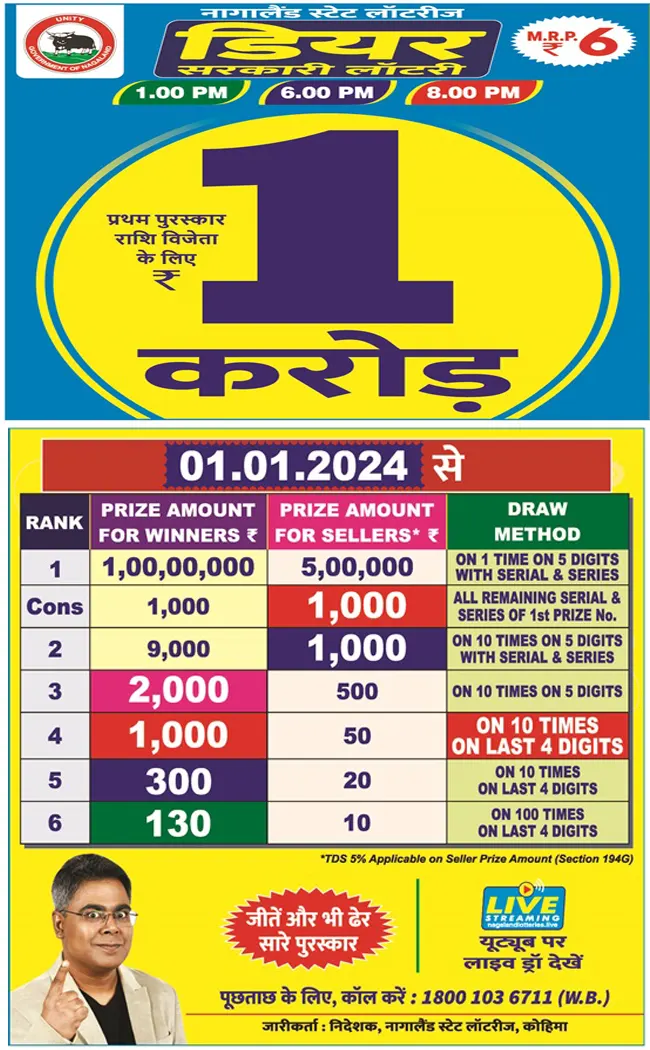 नागालैंड स्टेट लॉटरीज
UNITY
GOVERNMENT OF NAGALAND
डियर
सरकारी लॉटरी
M.R.P.
₹ 6
1.00 PM 6.00 PM 8.00 PM
प्रथम पुरस्कार
राशि विजेता
के लिए
₹
1
करोड़
01.01.2024 से
RANK PRIZE AMOUNT FOR WINNERS ₹ PRIZE AMOUNT FOR SELLERS* ₹ DRAW METHOD
1 1,00,00,000 5,00,000 ON 1 TIME ON 5 DIGITS WITH SERIAL & SERIES
Cons 1,000 1,000 ALL REMAINING SERIAL & SERIES OF 1st PRIZE No.
2 9,000 1,000 ON 10 TIMES ON 5 DIGITS WITH SERIAL & SERIES
3 2,000 500 ON 10 TIMES ON 5 DIGITS
4 1,000 50 ON 10 TIMES ON LAST 4 DIGITS
5 300 20 ON 10 TIMES ON LAST 4 DIGITS
6 130 10 ON 100 TIMES ON LAST 4 DIGITS
*TDS 5% Applicable on Seller Prize Amount (Section 194G)
जीतें और भी ढेर
सारे पुरस्कार
LIVE
STREAMING
nagalandlotteries.live
यूट्यूब पर
लाइव ड्रॉ देखें
पूछताछ के लिए, कॉल करें : 1800 103 6711 (W.B.)
जारीकर्ता : निदेशक, नागालैंड स्टेट लॉटरीज, कोहिमा